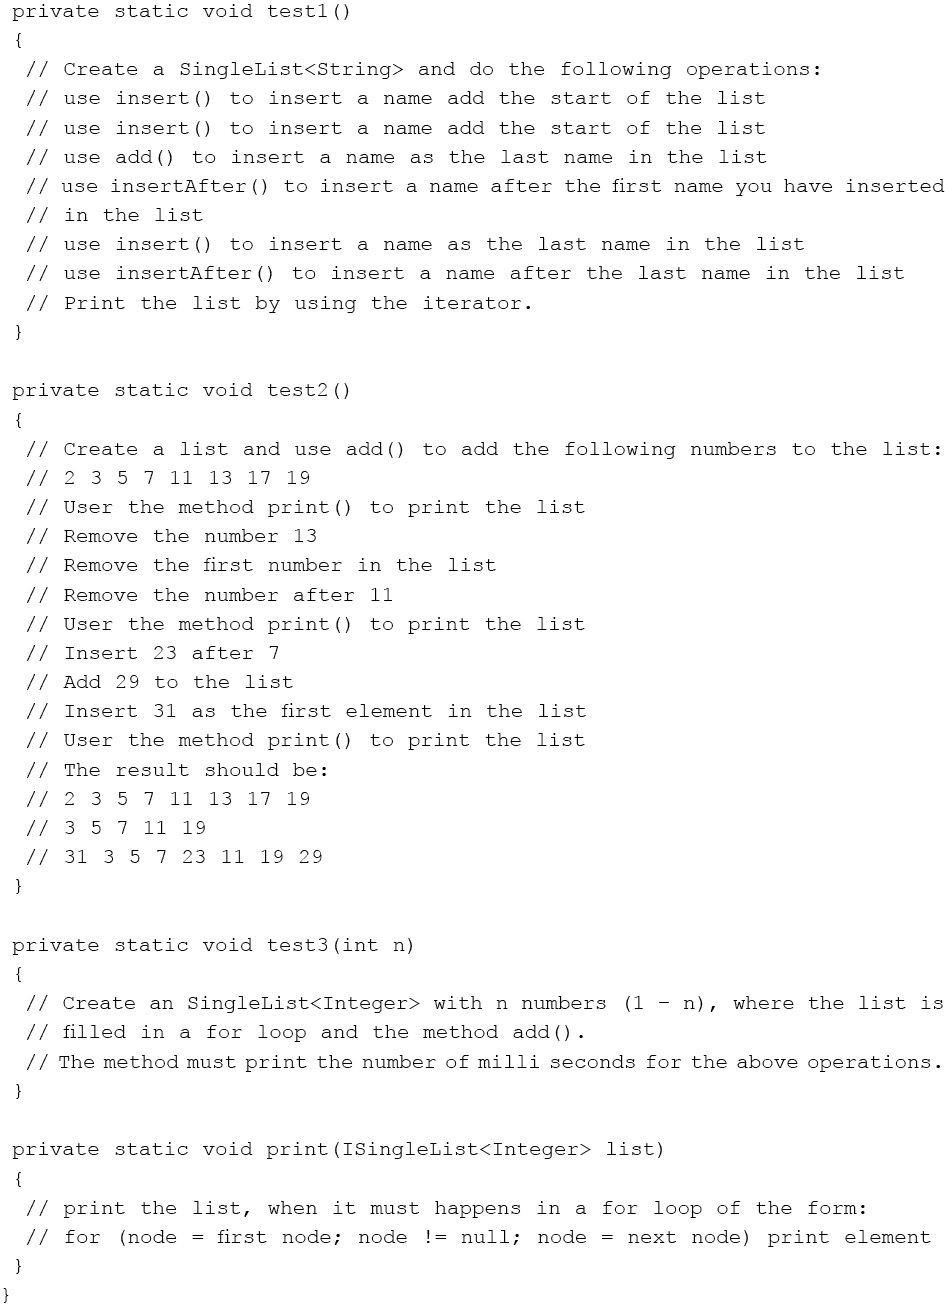 private static void test1()
{
// Create a SingleList<String> and do the following operations:
// use insert() to insert a name add the start of the list
// use insert() to insert a name add the start of the list
// use add() to insert a name as the last name in the list
// use insertAfter() to insert a name after the first name you have inserted
// in the list
// use insert() to insert a name as the last name in the list
// use insertAfter() to insert a name after the last name in the list
// Print the list by using the iterator.
}
private static void test2()
{
// Create a list and use add() to add the following numbers to the list:
// 2 3 5 7 11 13 17 19
// User the method print() to print the list
// Remove the number 13
// Remove the first number in the list
// Remove the number after 11
// User the method print() to print the list
// Insert 23 after 7
// Add 29 to the list
// Insert 31 as the first element in the list
// User the method print() to print the list
// The result should be:
// 2 3 5 7 11 13 17 19
// 3 5 7 11 19
// 31 3 5 7 23 11 19 29
}
private static void test3(int n)
{
// Create an SingleList<Integer> with n numbers (1 – n), where the list is
// filled in a for loop and the method add().
// The method must print the number of milli seconds for the above operations.
}
private static void print(ISingleList<Integer> list)
{
// print the list, when it must happens in a for loop of the form:
// for (node = first node; node != null; node = next node) print element
}
}